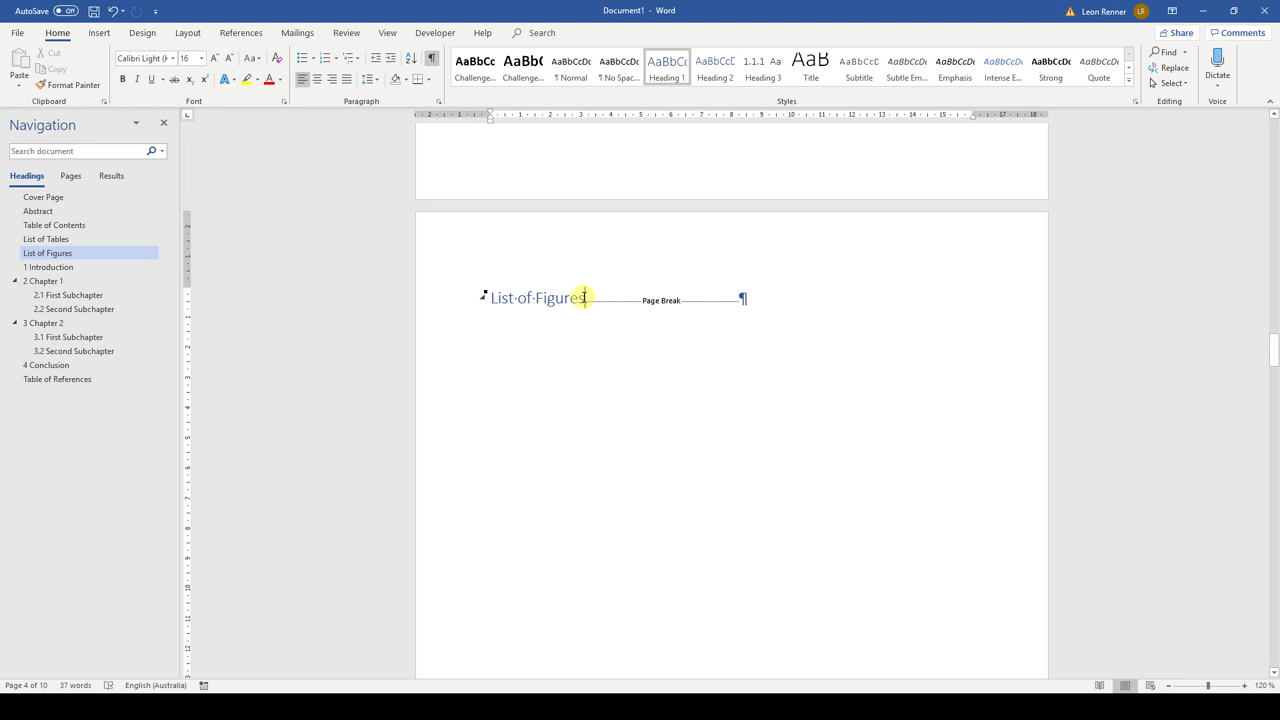 AutoSave Off
Document1 - Word
Leon Renner LR
File Home Insert Design Layout References Mailings Review View Developer Help Search
Share Comments
Paste
Cut
Copy
Format Painter
Clipboard
Calibri Light (H 16
Font
Paragraph
AaBbCc Challenge...
AaBbC Challenge...
AaBbCcDc ¶ Normal
AaBbCcDc ¶ No Spac...
AaBbCc Heading 1
AaBbCcD Heading 2
1.1.1 Aa Heading 3
AaB Title
AaBbCcDc Subtitle
AaBbCcDc Subtle Em...
AaBbCcDc Emphasis
AaBbCcDc Intense E...
AaBbCcDc Strong
AaBbCcDc Quote
Styles
Find
Replace
Select
Editing
Dictate
Voice
Navigation
Search document
Headings Pages Results
Cover Page
Abstract
Table of Contents
List of Tables
List of Figures
1 Introduction
2 Chapter 1
2.1 First Subchapter
2.2 Second Subchapter
3 Chapter 2
3.1 First Subchapter
3.2 Second Subchapter
4 Conclusion
Table of References
List·of·Figures Page Break ¶
Page 4 of 10 37 words English (Australia) 120 %